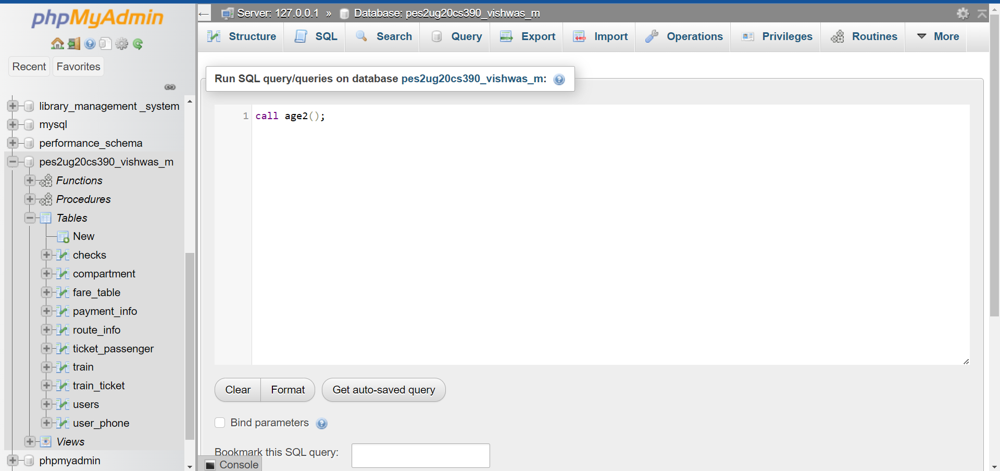 phpMyAdmin
Recent Favorites
library_management _system
mysql
performance_schema
pes2ug20cs390_vishwas_m
Functions
Procedures
Tables
New
checks
compartment
fare_table
payment_info
route_info
ticket_passenger
train
train_ticket
users
user_phone
Views
phpmyadmin
← Server: 127.0.0.1 » Database: pes2ug20cs390_vishwas_m
Structure SQL Search Query Export Import Operations Privileges Routines More
Run SQL query/queries on database pes2ug20cs390_vishwas_m:
1 call age2();
Clear Format Get auto-saved query
Bind parameters
Bookmark this SQL query:
Console